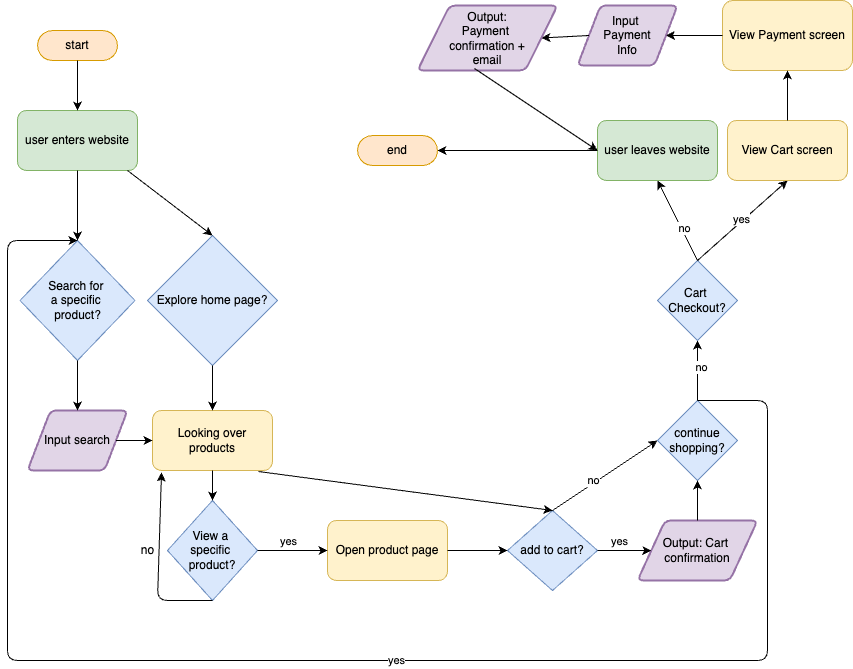 start
Output:
Payment
confirmation +
email
Input
Payment
Info
View Payment screen
user enters website
end
user leaves website
View Cart screen
no
yes
Search for
a specific
product?
Explore home page?
Cart
Checkout?
no
Input search
Looking over
products
continue
shopping?
no
View a
specific
product?
no
yes
Open product page
add to cart?
yes
Output: Cart
confirmation
yes